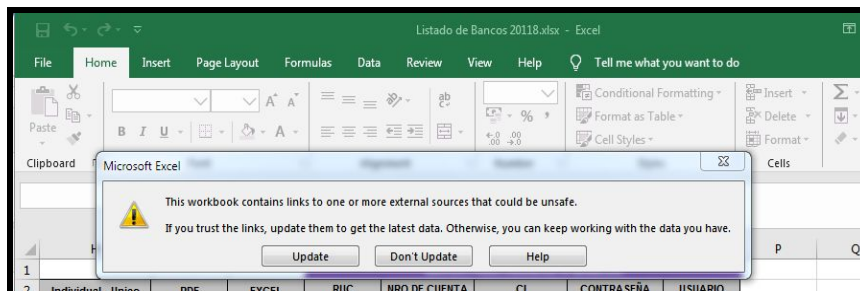 Listado de Bancos 20118.xlsx - Excel
File Home Insert Page Layout Formulas Data Review View Help Tell me what you want to do
Conditional Formatting Insert
Paste Format as Table Delete
B I U A % Cell Styles Format
Clipboard Cells
Microsoft Excel
This workbook contains links to one or more external sources that could be unsafe.
If you trust the links, update them to get the latest data. Otherwise, you can keep working with the data you have.
Update Don't Update Help
H P Q
1
2 Individual Unico PDF EXCEL RUC NRO DE CUENTA CI CONTRASEÑA USUARIO